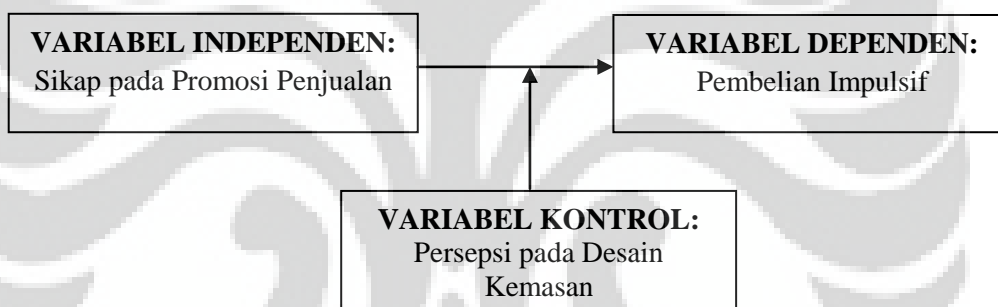 VARIABEL INDEPENDEN:
Sikap pada Promosi Penjualan
VARIABEL DEPENDEN:
Pembelian Impulsif
VARIABEL KONTROL:
Persepsi pada Desain
Kemasan